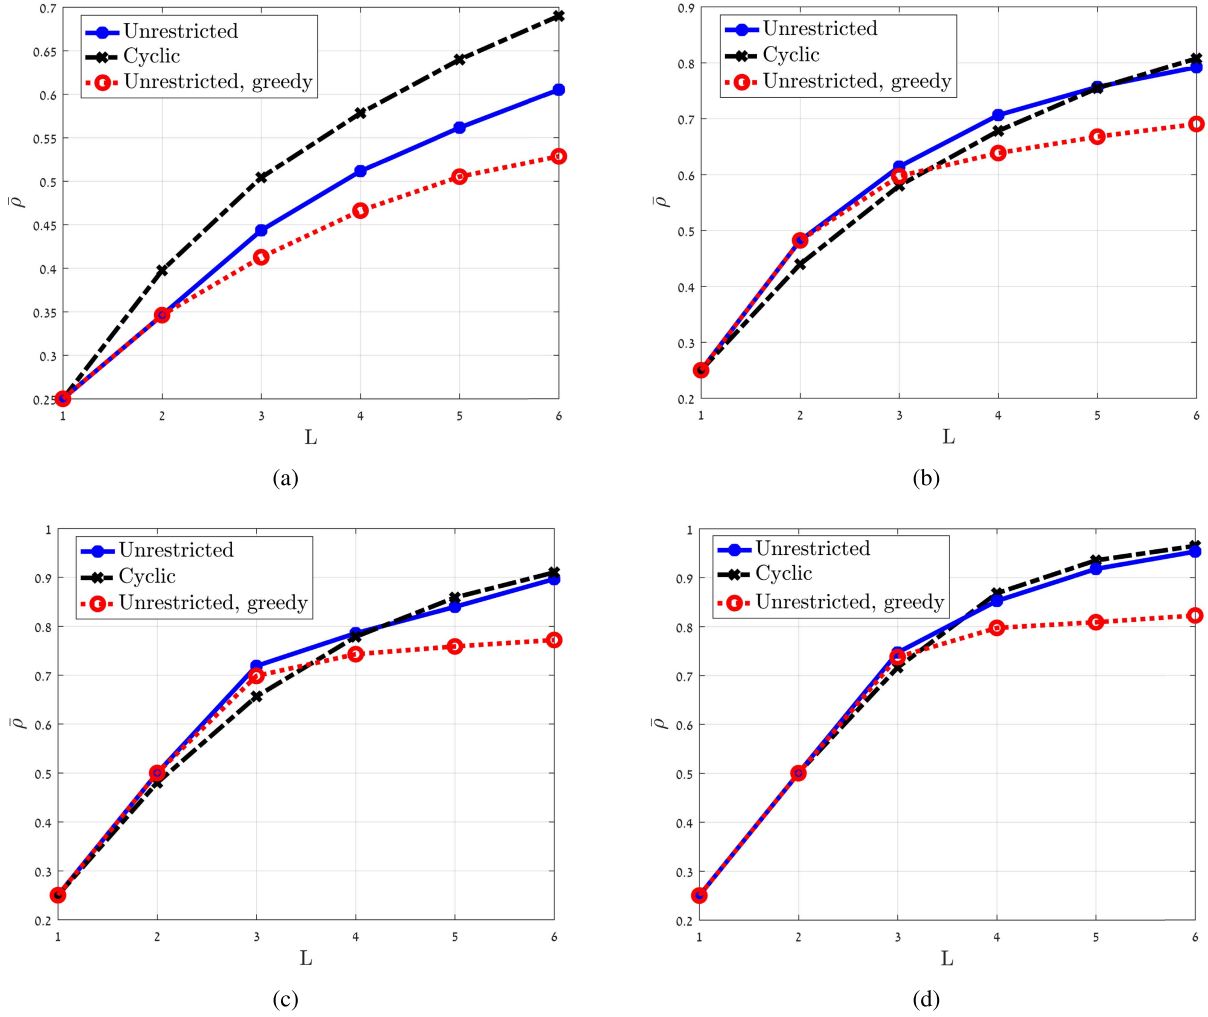 0.7
0.65
0.6
0.55
0.5
0.45
0.4
0.35
0.3
0.25
ρ̄
Unrestricted
Cyclic
Unrestricted, greedy
1 2 3 4 5 6
L
(a)
0.9
0.8
0.7
0.6
0.5
0.4
0.3
0.2
ρ̄
Unrestricted
Cyclic
Unrestricted, greedy
1 2 3 4 5 6
L
(b)
1
0.9
0.8
0.7
0.6
0.5
0.4
0.3
0.2
ρ̄
Unrestricted
Cyclic
Unrestricted, greedy
1 2 3 4 5 6
L
(c)
1
0.9
0.8
0.7
0.6
0.5
0.4
0.3
0.2
ρ̄
Unrestricted
Cyclic
Unrestricted, greedy
1 2 3 4 5 6
L
(d)